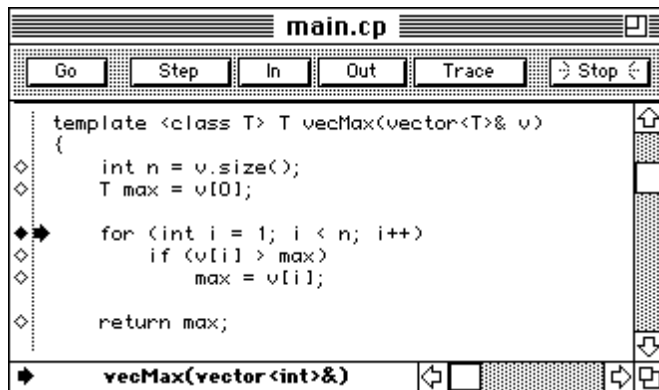 main.cp
Go Step In Out Trace Stop
template <class T> T vecMax(vector<T>& v)
{
    int n = v.size();
    T max = v[0];
    for (int i = 1; i < n; i++)
        if (v[i] > max)
            max = v[i];
    return max;
vecMax(vector<int>&)